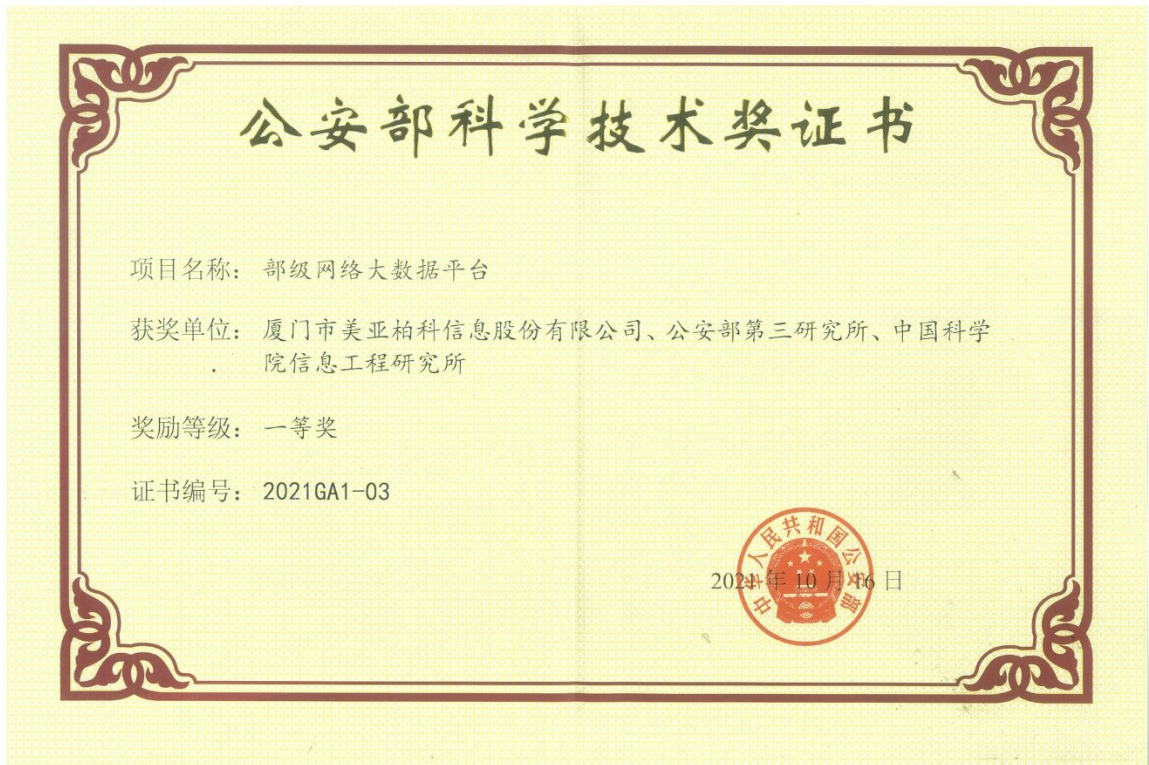 公安部科学技术奖证书
项目名称：部级网络大数据平台
获奖单位：厦门市美亚柏科信息股份有限公司、公安部第三研究所、中国科学
院信息工程研究所
奖励等级：一等奖
证书编号：2021GA1-03
中华人民共和国公安部
2021年10月16日